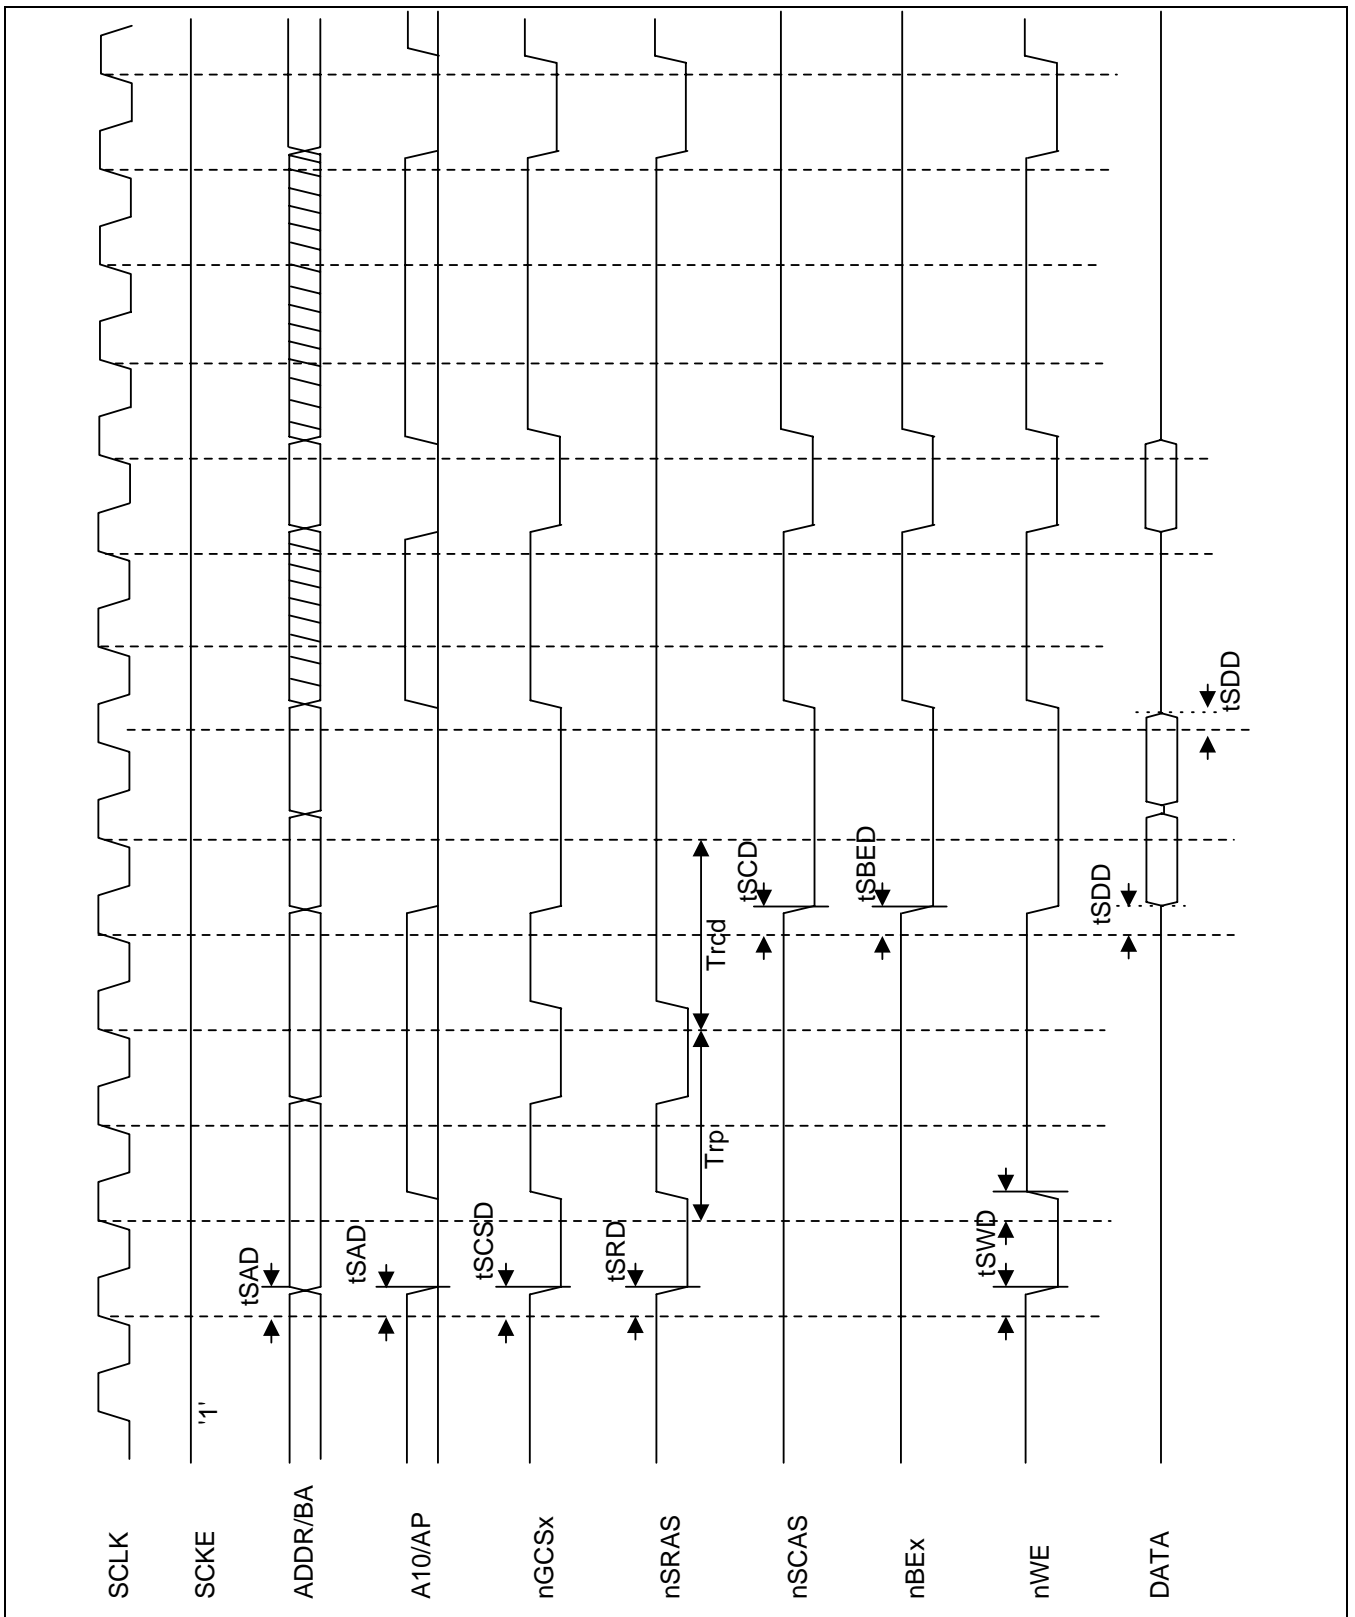 SCLK
SCKE
'1'
ADDR/BA
tSAD
A10/AP
tSAD
nGCSx
tSCSD
nSRAS
tSRD
Trp
Trcd
nSCAS
tSCD
nBEx
tSBED
nWE
tSWD
DATA
tSDD
tSDD